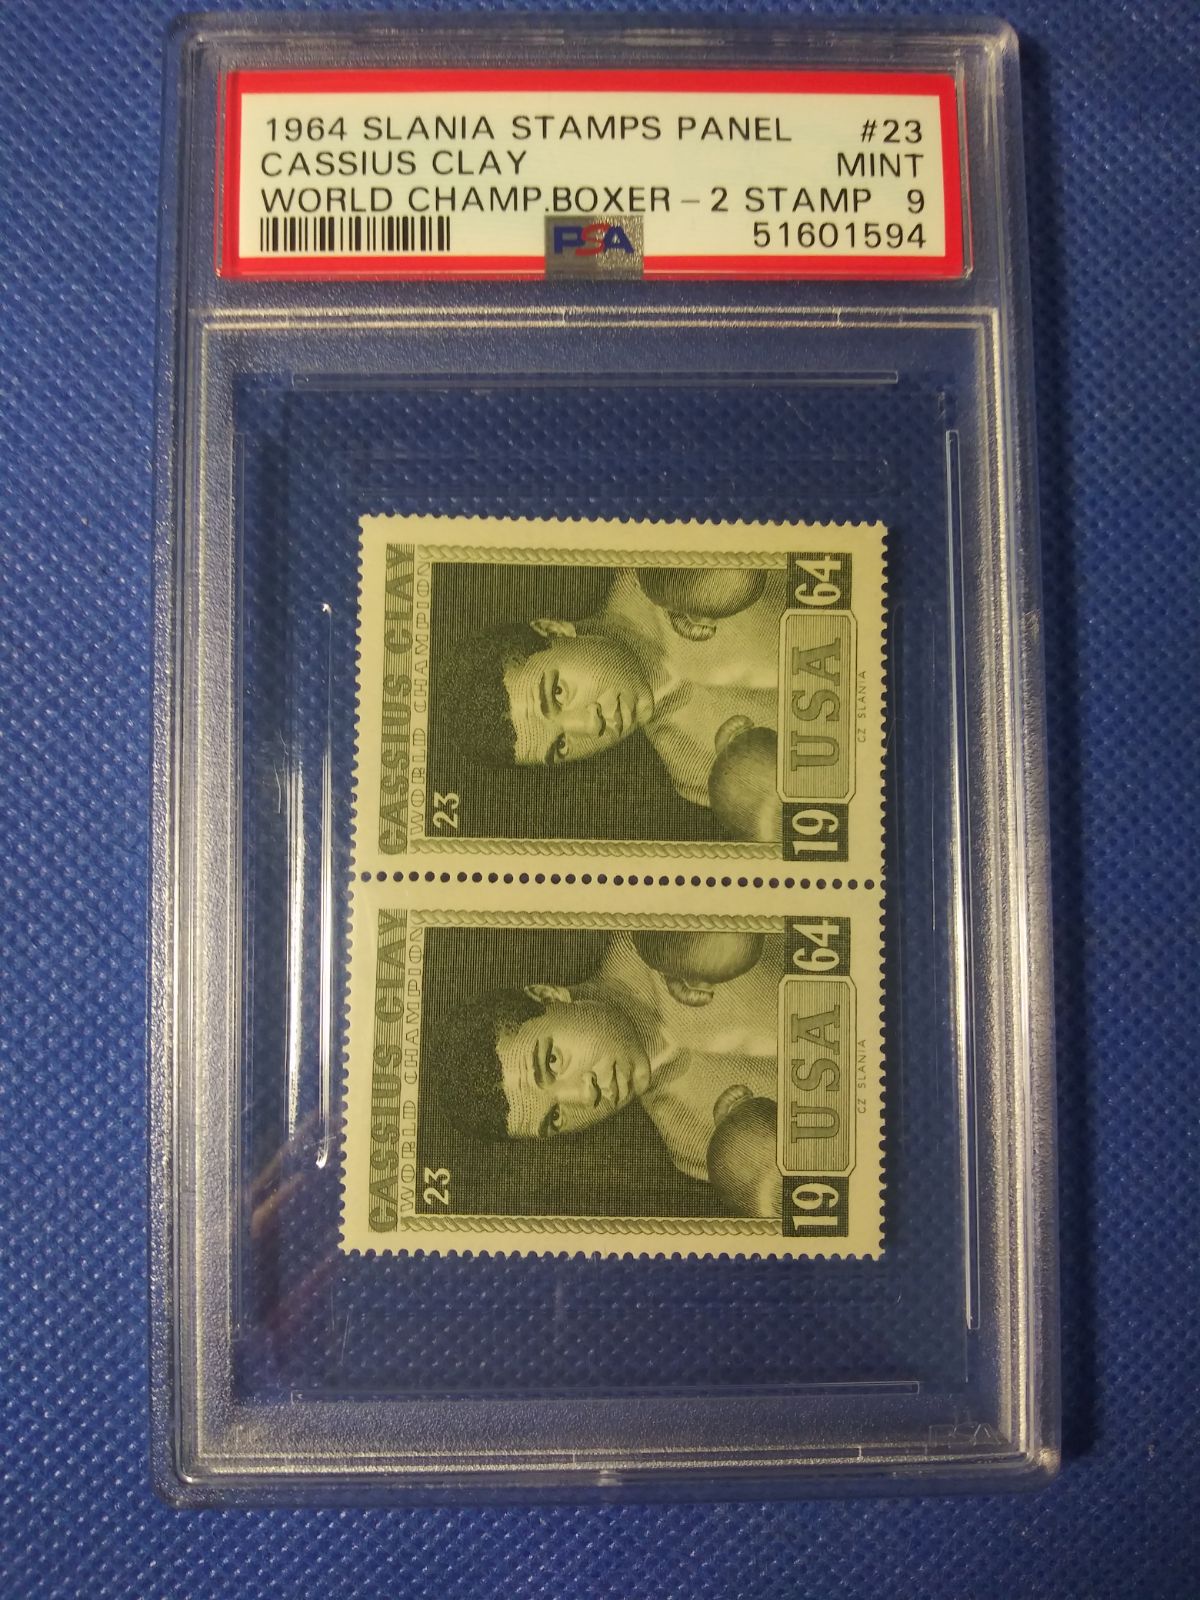 1964 SLANIA STAMPS PANEL #23
CASSIUS CLAY MINT
WORLD CHAMP.BOXER - 2 STAMP 9
51601594
PSA
CASSIUS CLAY
WORLD CHAMPION
23
19 USA 64
CZ SLANIA
CASSIUS CLAY
WORLD CHAMPION
23
19 USA 64
CZ SLANIA
PSA